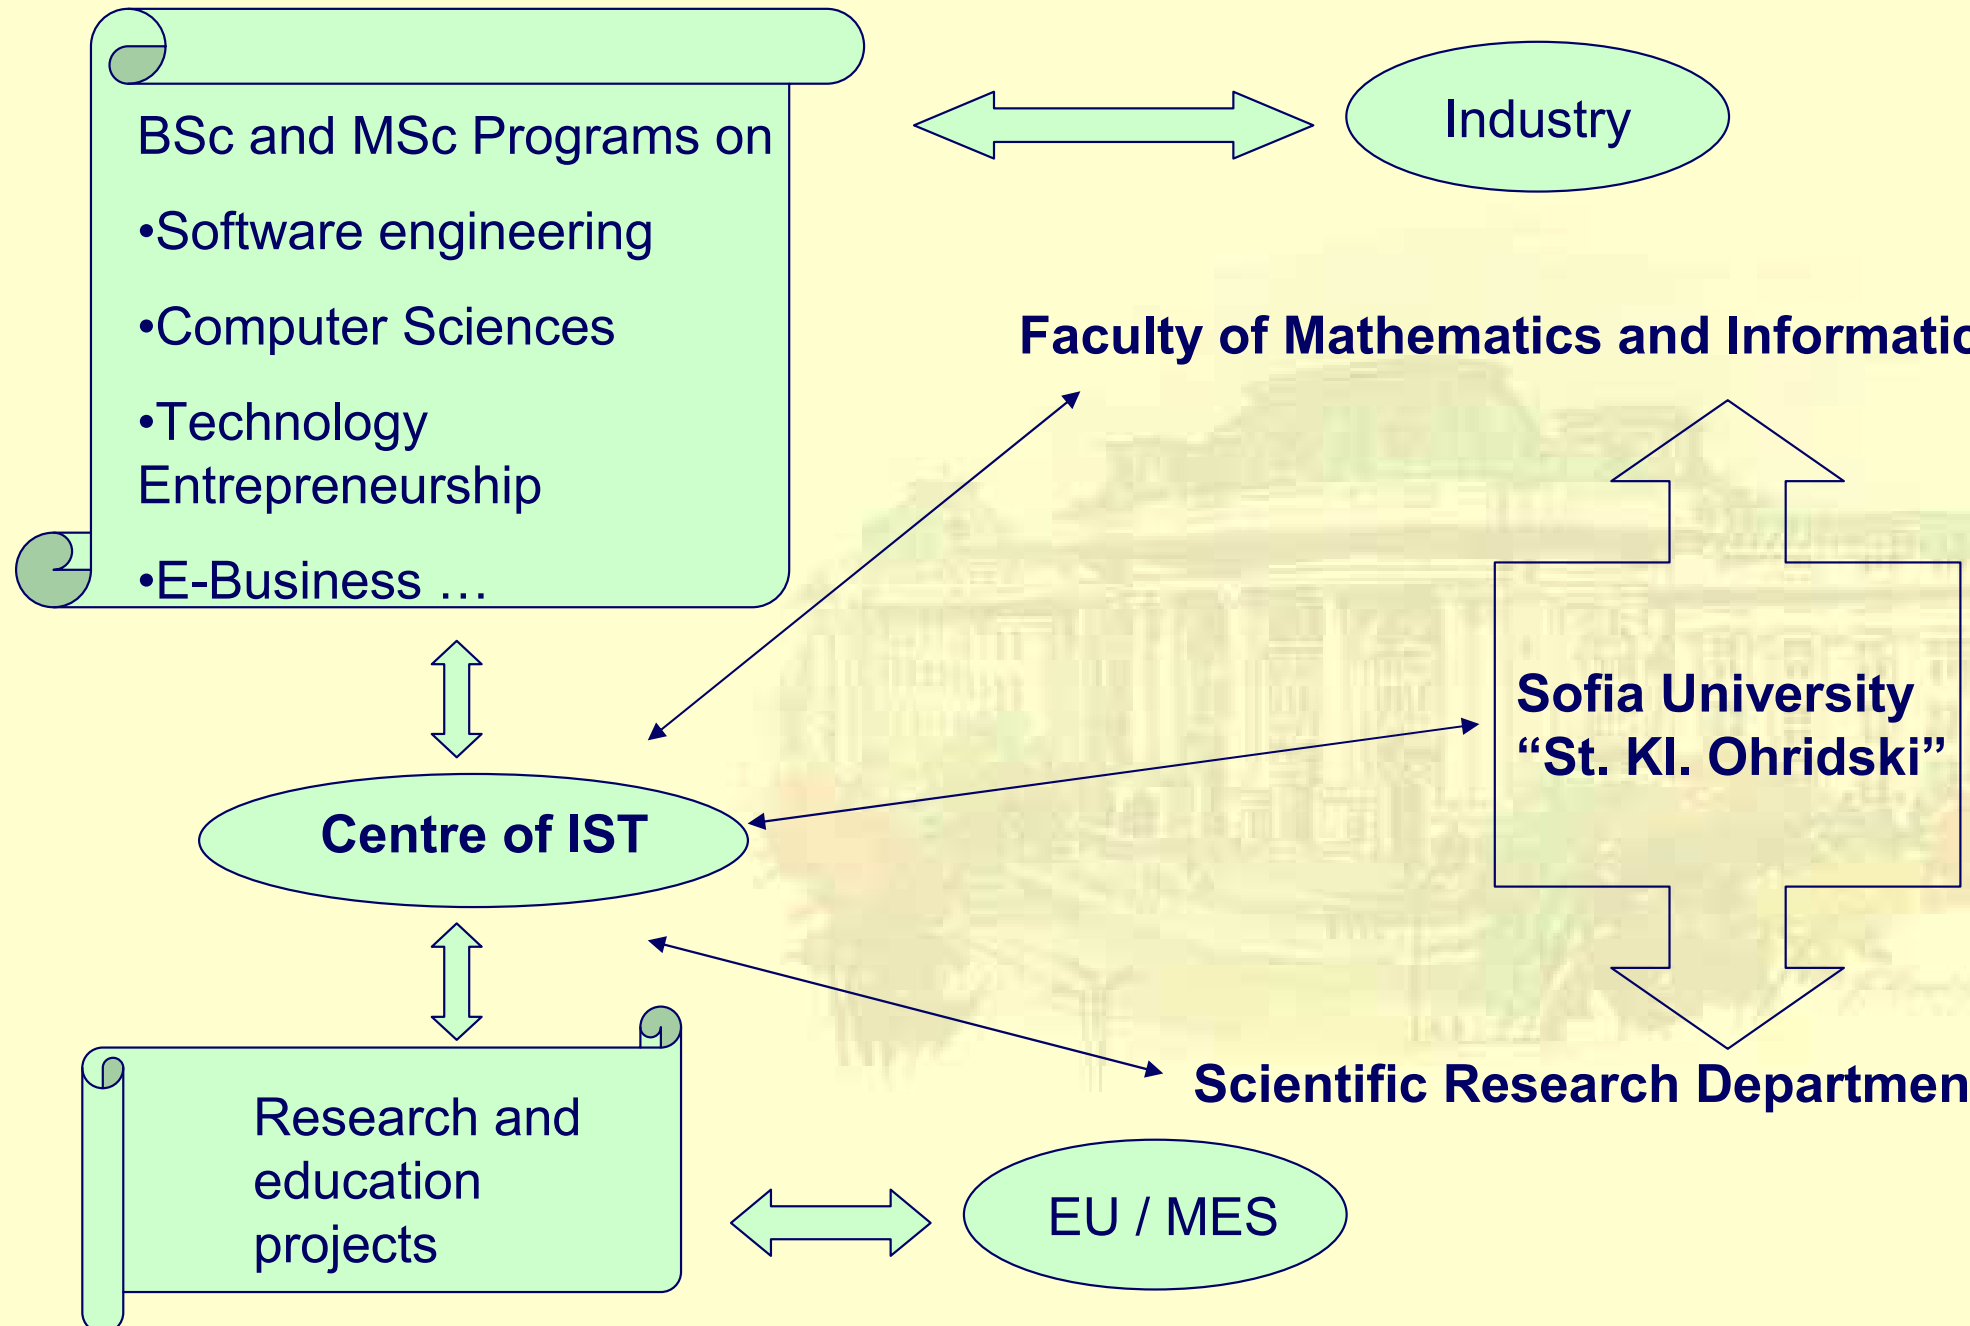 BSc and MSc Programs on
•Software engineering
•Computer Sciences
•Technology
Entrepreneurship
•E-Business …
Industry
Faculty of Mathematics and Informatic
Sofia University
“St. Kl. Ohridski”
Centre of IST
Scientific Research Departmen
Research and
education
projects
EU / MES